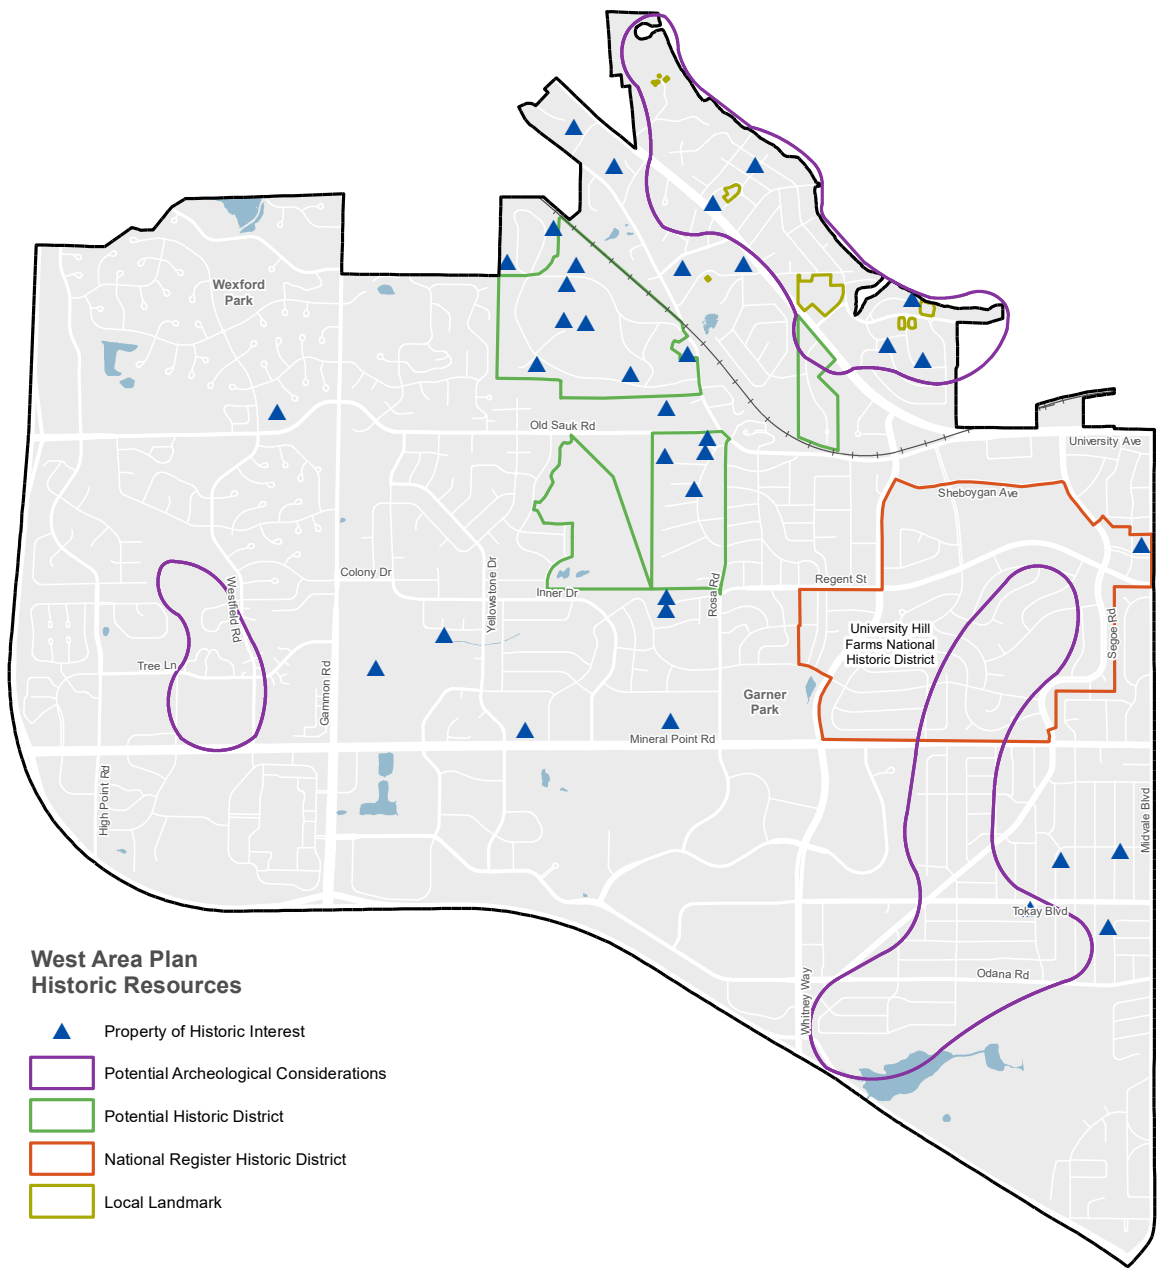 Wexford
Park
Old Sauk Rd
University Ave
Sheboygan Ave
Colony Dr
Yellowstone Dr
Inner Dr
Rosa Rd
Regent St
Westfield Rd
University Hill
Farms National
Historic District
Segoe Rd
Tree Ln
Gammon Rd
Garner
Park
Mineral Point Rd
High Point Rd
Midvale Blvd
Tokay Blvd
Odana Rd
Whitney Way
West Area Plan
Historic Resources
Property of Historic Interest
Potential Archeological Considerations
Potential Historic District
National Register Historic District
Local Landmark